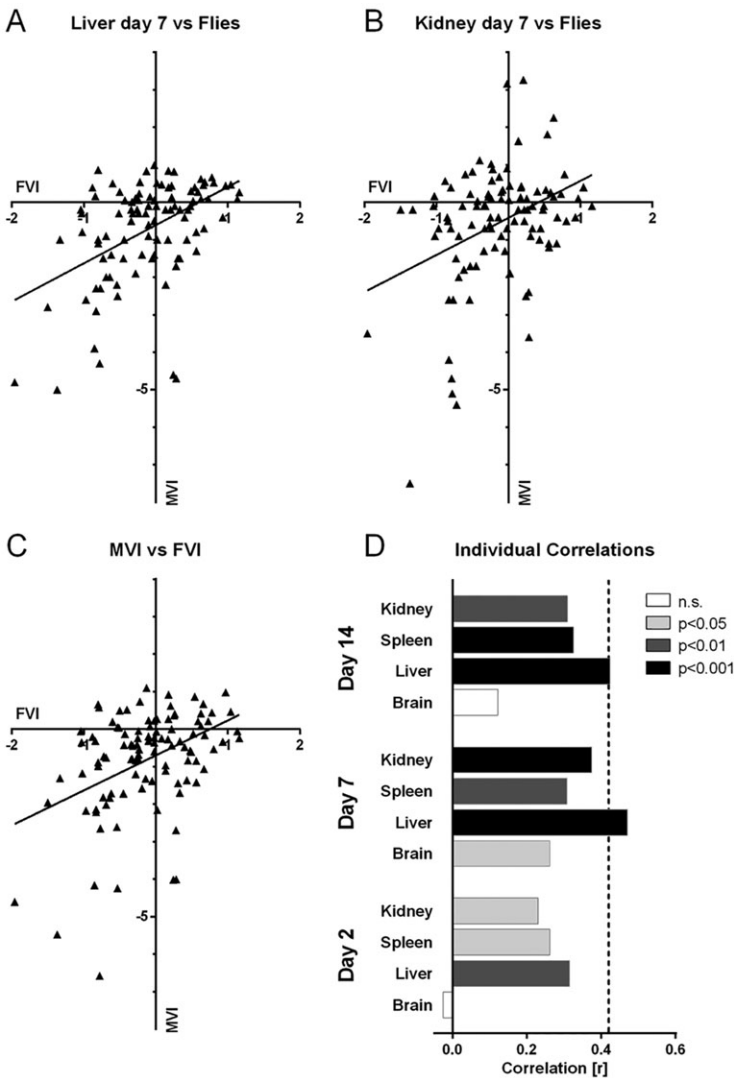 A
Liver day 7 vs Flies
FVI
-2
-1
1
2
-5
MVI
B
Kidney day 7 vs Flies
FVI
-2
-1
1
2
-5
MVI
C
MVI vs FVI
FVI
-2
-1
1
2
-5
MVI
D
Individual Correlations
n.s.
p<0.05
p<0.01
p<0.001
Day 14
Kidney
Spleen
Liver
Brain
Day 7
Kidney
Spleen
Liver
Brain
Day 2
Kidney
Spleen
Liver
Brain
0.0
0.2
0.4
0.6
Correlation [r]